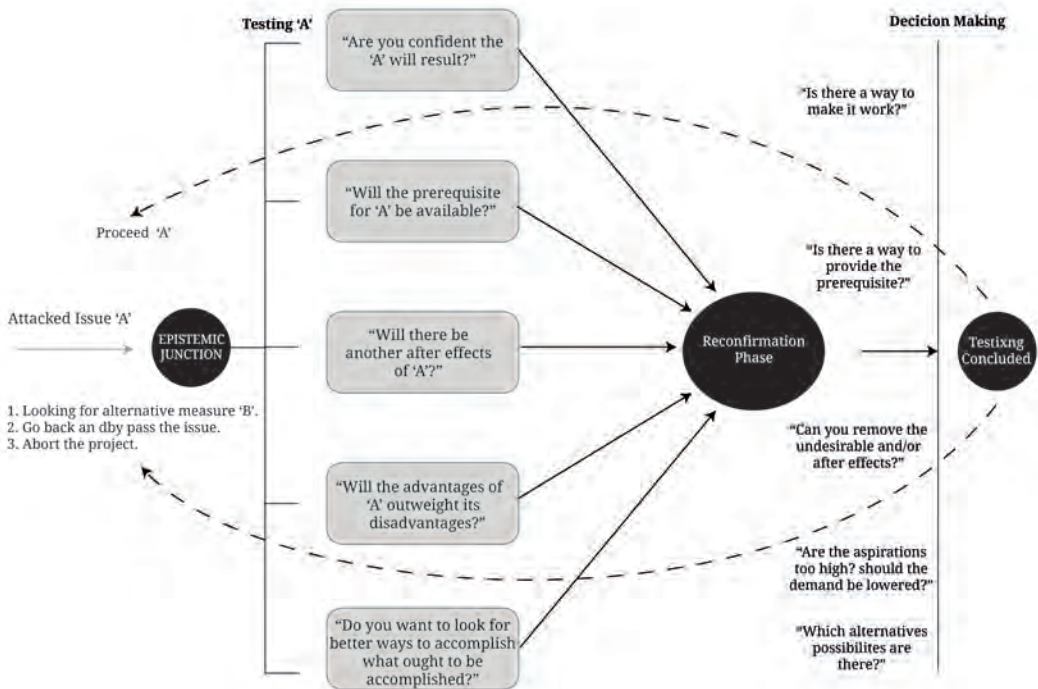 Testing ‘A’
Decicion Making
“Are you confident the
‘A’ will result?”
“Is there a way to
make it work?”
“Will the prerequisite
for ‘A’ be available?”
Proceed ‘A’
“Is there a way to
provide the
prerequisite?”
Attacked Issue ‘A’
EPISTEMIC
JUNCTION
“Will there be
another after effects
of ‘A’?”
Reconfirmation
Phase
Testixng
Concluded
1. Looking for alternative measure ‘B’.
2. Go back an dby pass the issue.
3. Abort the project.
“Can you remove the
undesirable and/or
after effects?”
“Will the advantages of
‘A’ outweight its
disadvantages?”
“Are the aspirations
too high? should the
demand be lowered?”
“Do you want to look for
better ways to accomplish
what ought to be
accomplished?”
“Which alternatives
possibilites are
there?”